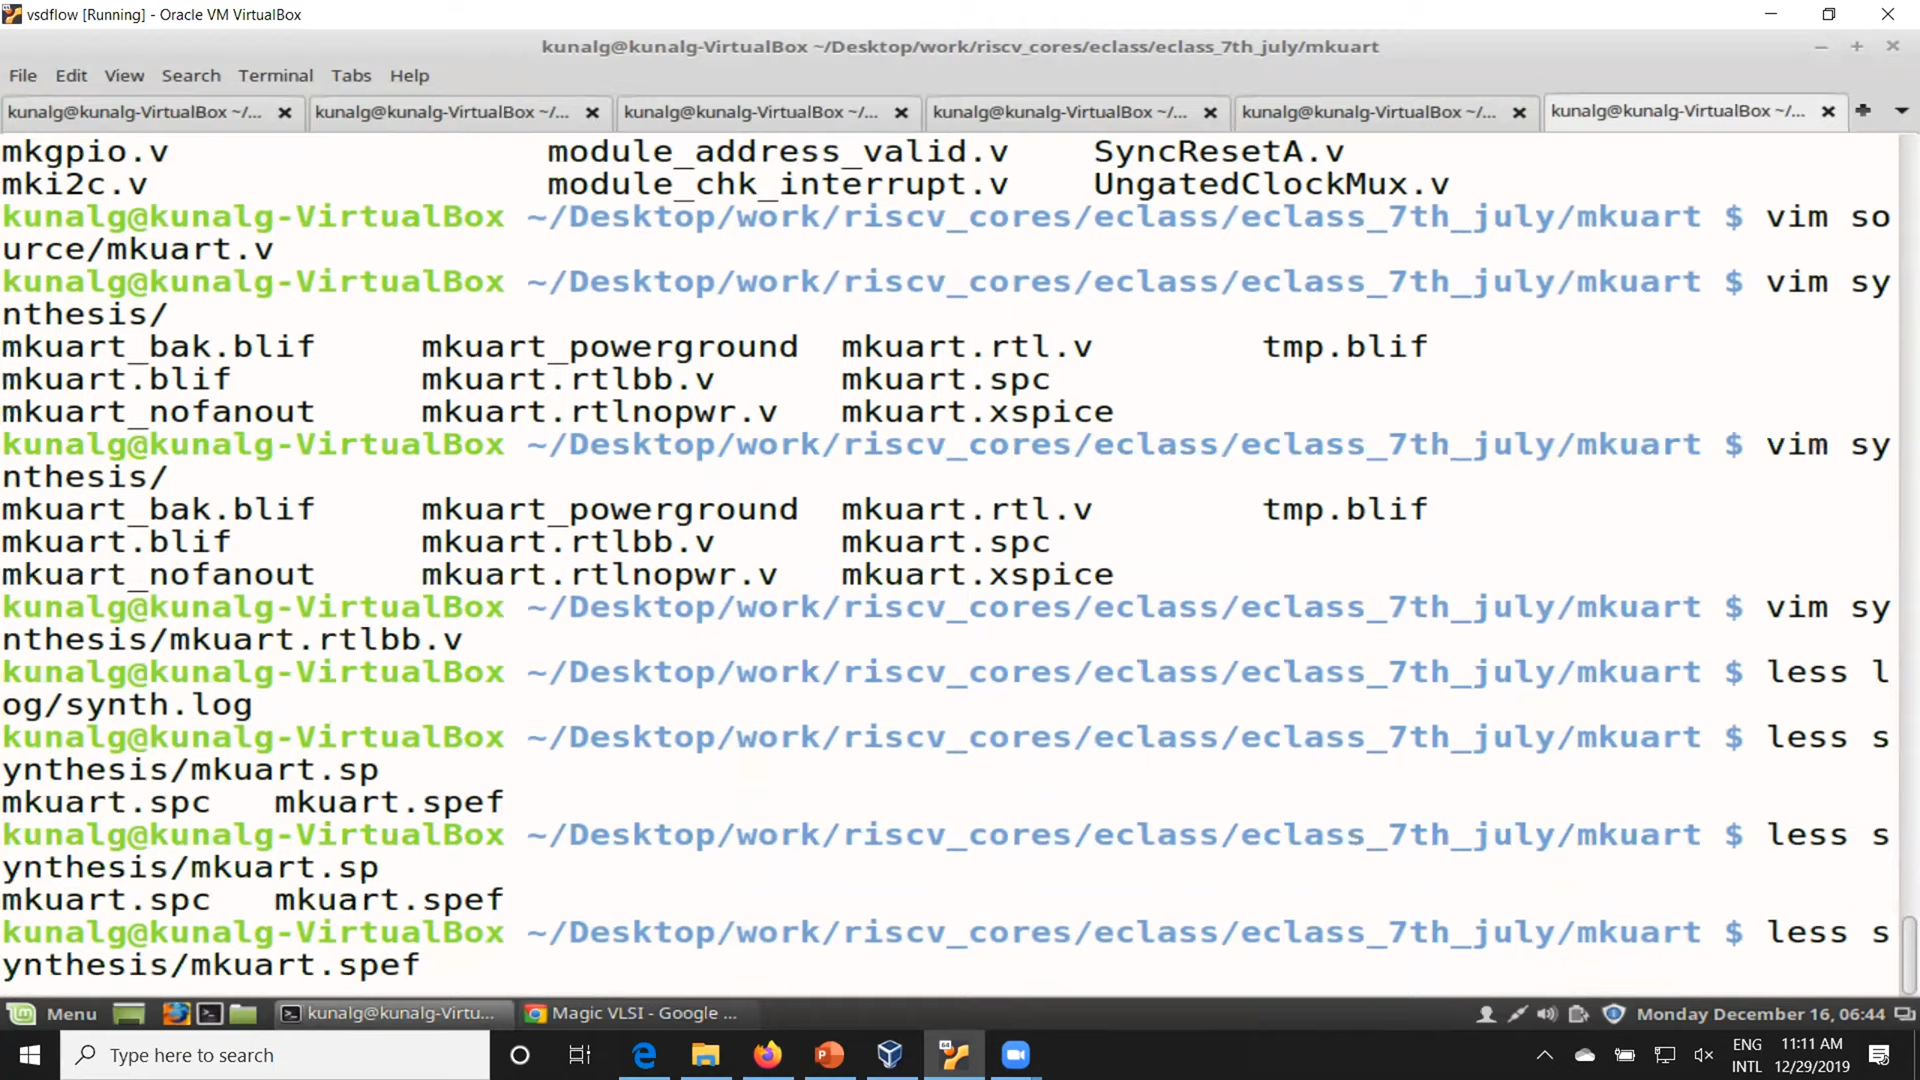 vsdflow [Running] - Oracle VM VirtualBox
kunalg@kunalg-VirtualBox ~/Desktop/work/riscv_cores/eclass/eclass_7th_july/mkuart
File Edit View Search Terminal Tabs Help
kunalg@kunalg-VirtualBox ~/... kunalg@kunalg-VirtualBox ~/... kunalg@kunalg-VirtualBox ~/... kunalg@kunalg-VirtualBox ~/... kunalg@kunalg-VirtualBox ~/... kunalg@kunalg-VirtualBox ~/...
mkgpio.v module_address_valid.v SyncResetA.v
mki2c.v module_chk_interrupt.v UngatedClockMux.v
kunalg@kunalg-VirtualBox ~/Desktop/work/riscv_cores/eclass/eclass_7th_july/mkuart $ vim so
urce/mkuart.v
kunalg@kunalg-VirtualBox ~/Desktop/work/riscv_cores/eclass/eclass_7th_july/mkuart $ vim sy
nthesis/
mkuart_bak.blif mkuart_powerground mkuart.rtl.v tmp.blif
mkuart.blif mkuart.rtlbb.v mkuart.spc
mkuart_nofanout mkuart.rtlnopwr.v mkuart.xspice
kunalg@kunalg-VirtualBox ~/Desktop/work/riscv_cores/eclass/eclass_7th_july/mkuart $ vim sy
nthesis/
mkuart_bak.blif mkuart_powerground mkuart.rtl.v tmp.blif
mkuart.blif mkuart.rtlbb.v mkuart.spc
mkuart_nofanout mkuart.rtlnopwr.v mkuart.xspice
kunalg@kunalg-VirtualBox ~/Desktop/work/riscv_cores/eclass/eclass_7th_july/mkuart $ vim sy
nthesis/mkuart.rtlbb.v
kunalg@kunalg-VirtualBox ~/Desktop/work/riscv_cores/eclass/eclass_7th_july/mkuart $ less l
og/synth.log
kunalg@kunalg-VirtualBox ~/Desktop/work/riscv_cores/eclass/eclass_7th_july/mkuart $ less s
ynthesis/mkuart.sp
mkuart.spc mkuart.spef
kunalg@kunalg-VirtualBox ~/Desktop/work/riscv_cores/eclass/eclass_7th_july/mkuart $ less s
ynthesis/mkuart.sp
mkuart.spc mkuart.spef
kunalg@kunalg-VirtualBox ~/Desktop/work/riscv_cores/eclass/eclass_7th_july/mkuart $ less s
ynthesis/mkuart.spef
Menu kunalg@kunalg-Virtu... Magic VLSI - Google ... Monday December 16, 06:44
Type here to search
ENG 11:11 AM
INTL 12/29/2019